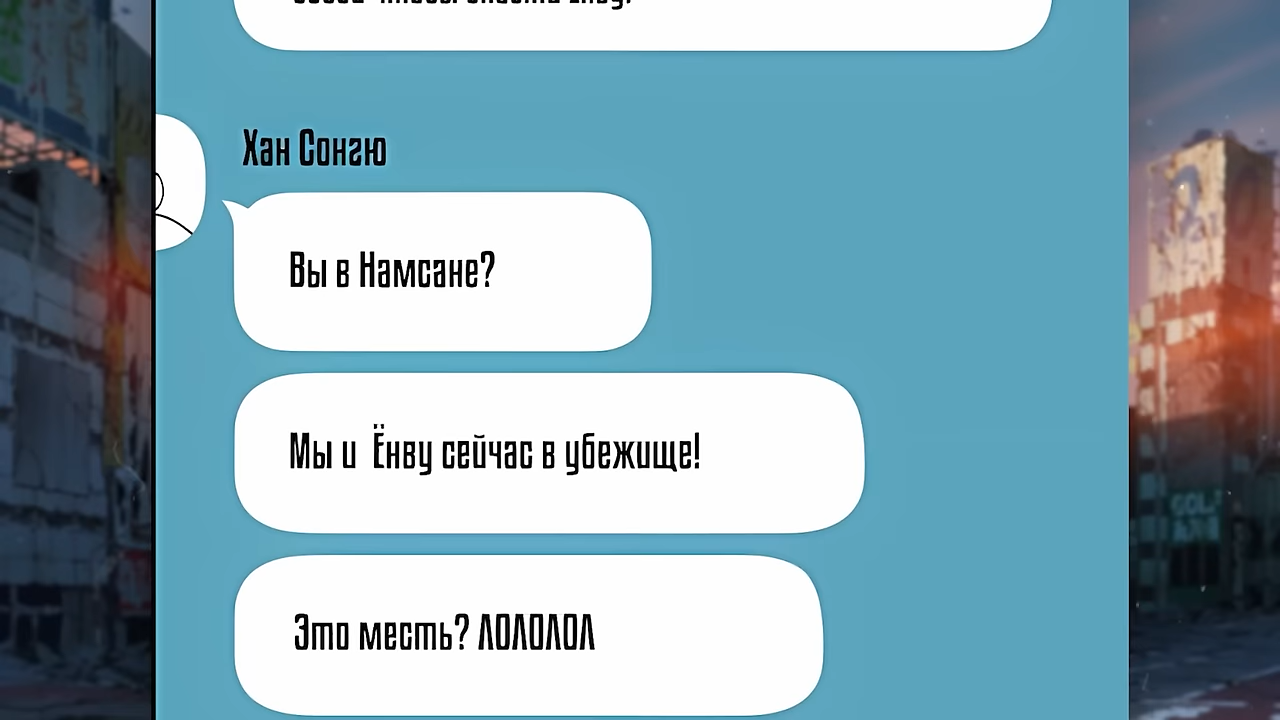 Хан Сонгю
Вы в Намсане?
Мы и Ёнву сейчас в убежище!
Это месть? ЛОЛОЛОЛ